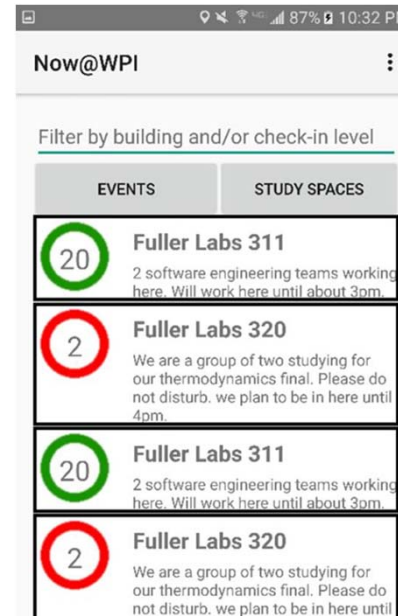 87% 10:32 P
Now@WPI
Filter by building and/or check-in level
EVENTS STUDY SPACES
20
Fuller Labs 311
2 software engineering teams working
here. Will work here until about 3pm.
2
Fuller Labs 320
We are a group of two studying for
our thermodynamics final. Please do
not disturb. we plan to be in here until
4pm.
20
Fuller Labs 311
2 software engineering teams working
here. Will work here until about 3pm.
2
Fuller Labs 320
We are a group of two studying for
our thermodynamics final. Please do
not disturb. we plan to be in here until